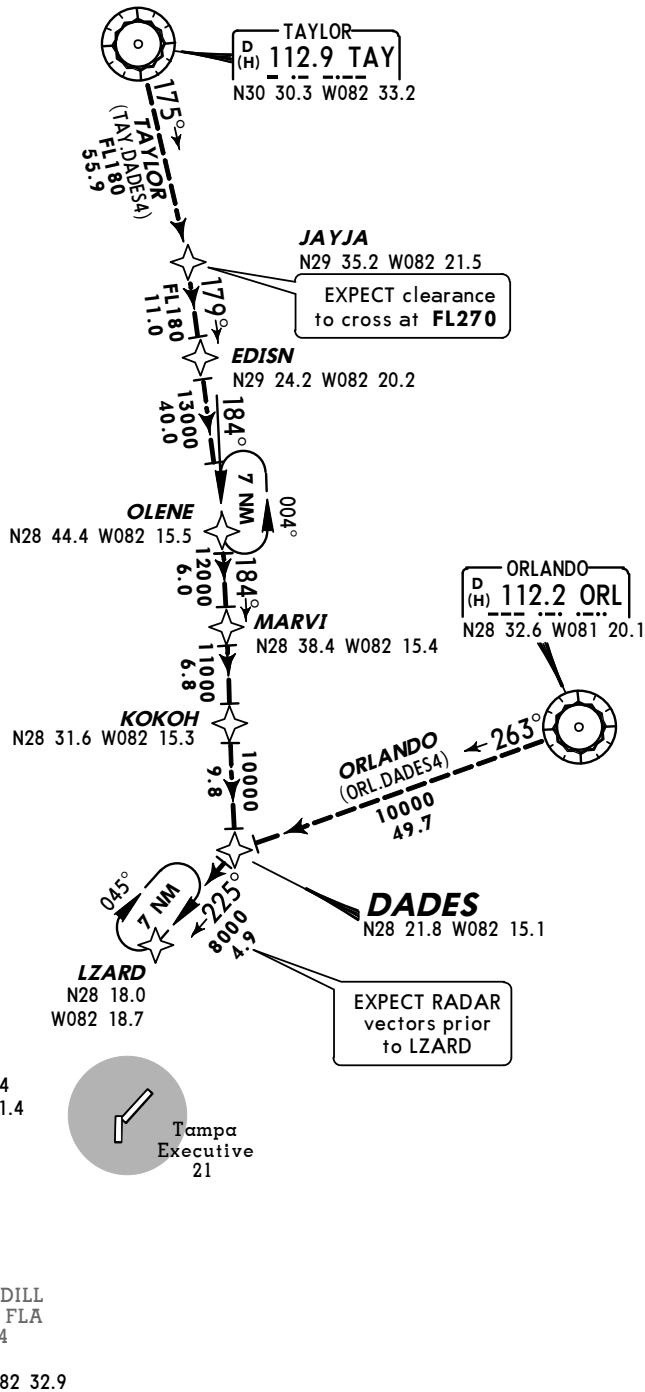 TAYLOR
D
(H) 112.9 TAY
N30 30.3 W082 33.2
175°
TAYLOR
(TAY.DADES4)
FL180
55.9
JAYJA
N29 35.2 W082 21.5
EXPECT clearance
to cross at FL270
179°
FL180
11.0
EDISN
N29 24.2 W082 20.2
13000
40.0
184°
7 NM
004°
OLENE
N28 44.4 W082 15.5
12000
6.0
184°
MARVI
N28 38.4 W082 15.4
ORLANDO
D
(H) 112.2 ORL
N28 32.6 W081 20.1
11000
6.8
KOKOH
N28 31.6 W082 15.3
263°
ORLANDO
(ORL.DADES4)
10000
49.7
10000
9.8
DADES
N28 21.8 W082 15.1
045°
7 NM
225°
8000
4.9
LZARD
N28 18.0
W082 18.7
EXPECT RADAR
vectors prior
to LZARD
4
1.4
Tampa
Executive
21
DILL
FLA
4
82 32.9